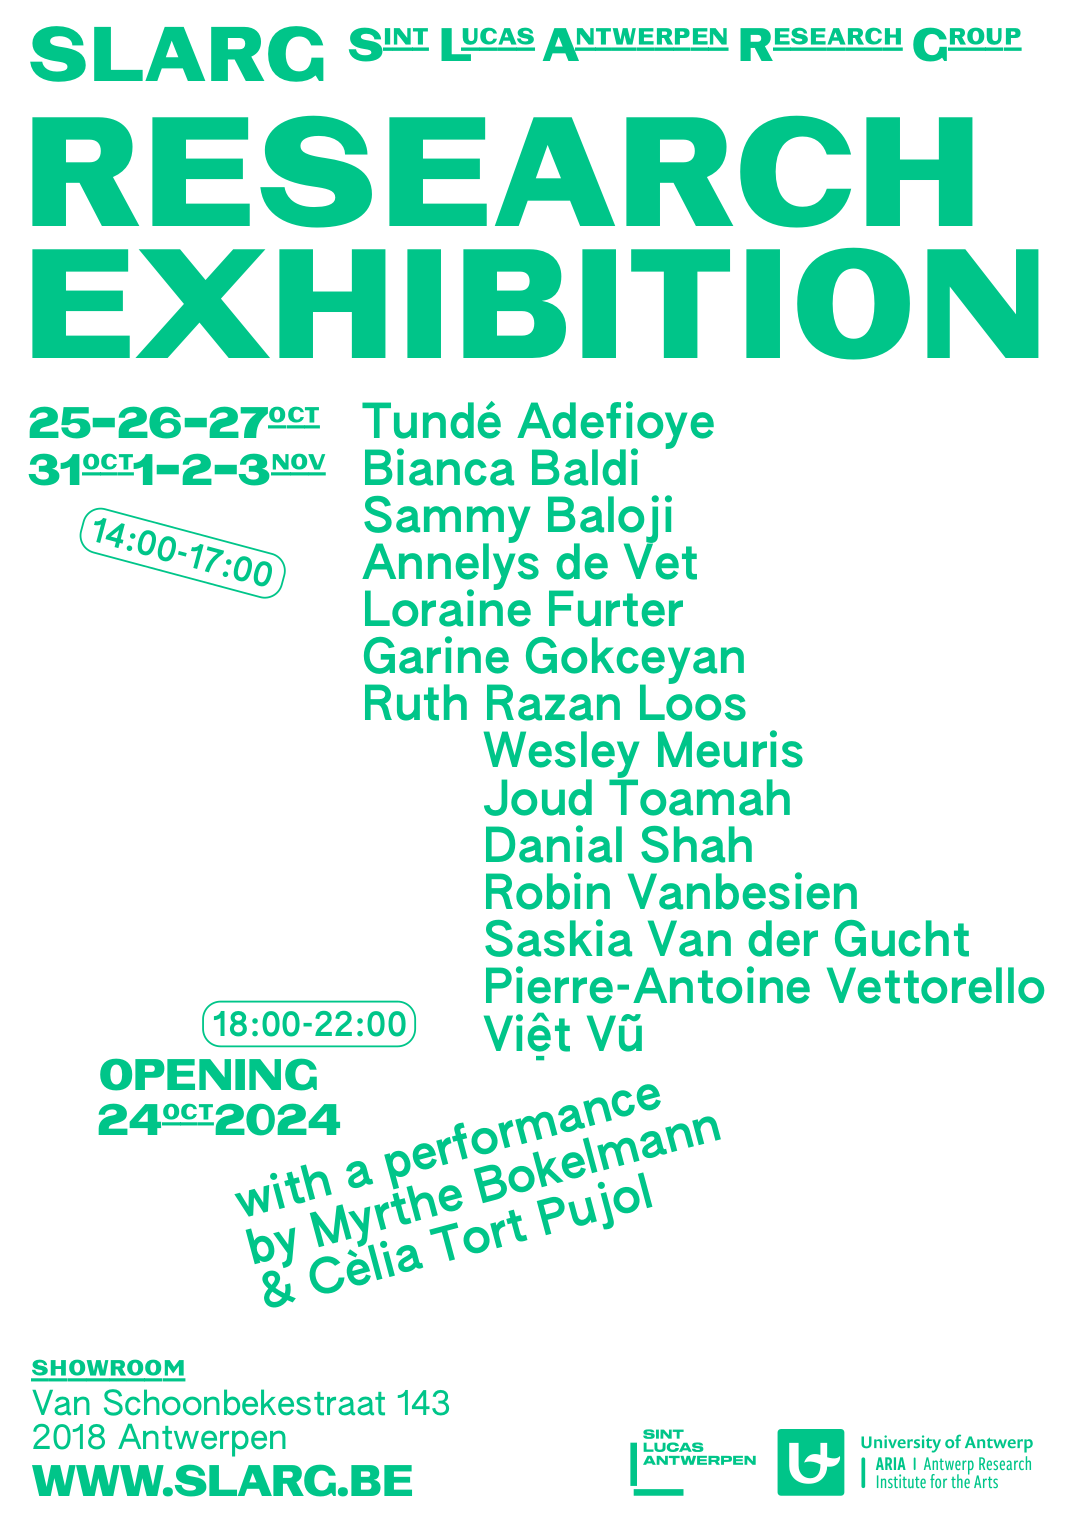 SLARG SINT LUCAS ANTWERPEN RESEARCH GROUP
RESEARCH
EXHIBITION
25-26-27OCT
31OCT1-2-3NOV
14:00-17:00
Tundé Adefioye
Bianca Baldi
Sammy Baloji
Annelys de Vet
Loraine Furter
Garine Gokceyan
Ruth Razan Loos
Wesley Meuris
Joud Toamah
Danial Shah
Robin Vanbesien
Saskia Van der Gucht
Pierre-Antoine Vettorello
Việt Vũ
18:00-22:00
OPENING
24OCT2024
with a performance
by Myrthe Bokelmann
& Cèlia Tort Pujol
SHOWROOM
Van Schoonbekestraat 143
2018 Antwerpen
WWW.SLARG.BE
SINT
LUCAS
ANTWERPEN
University of Antwerp
ARIA | Antwerp Research
Institute for the Arts